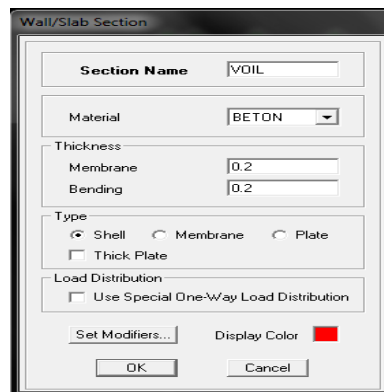 Wall/Slab Section
Section Name VOIL
Material BETON
Thickness
Membrane 0.2
Bending 0.2
Type
Shell Membrane Plate
Thick Plate
Load Distribution
Use Special One-Way Load Distribution
Set Modifiers... Display Color
OK Cancel